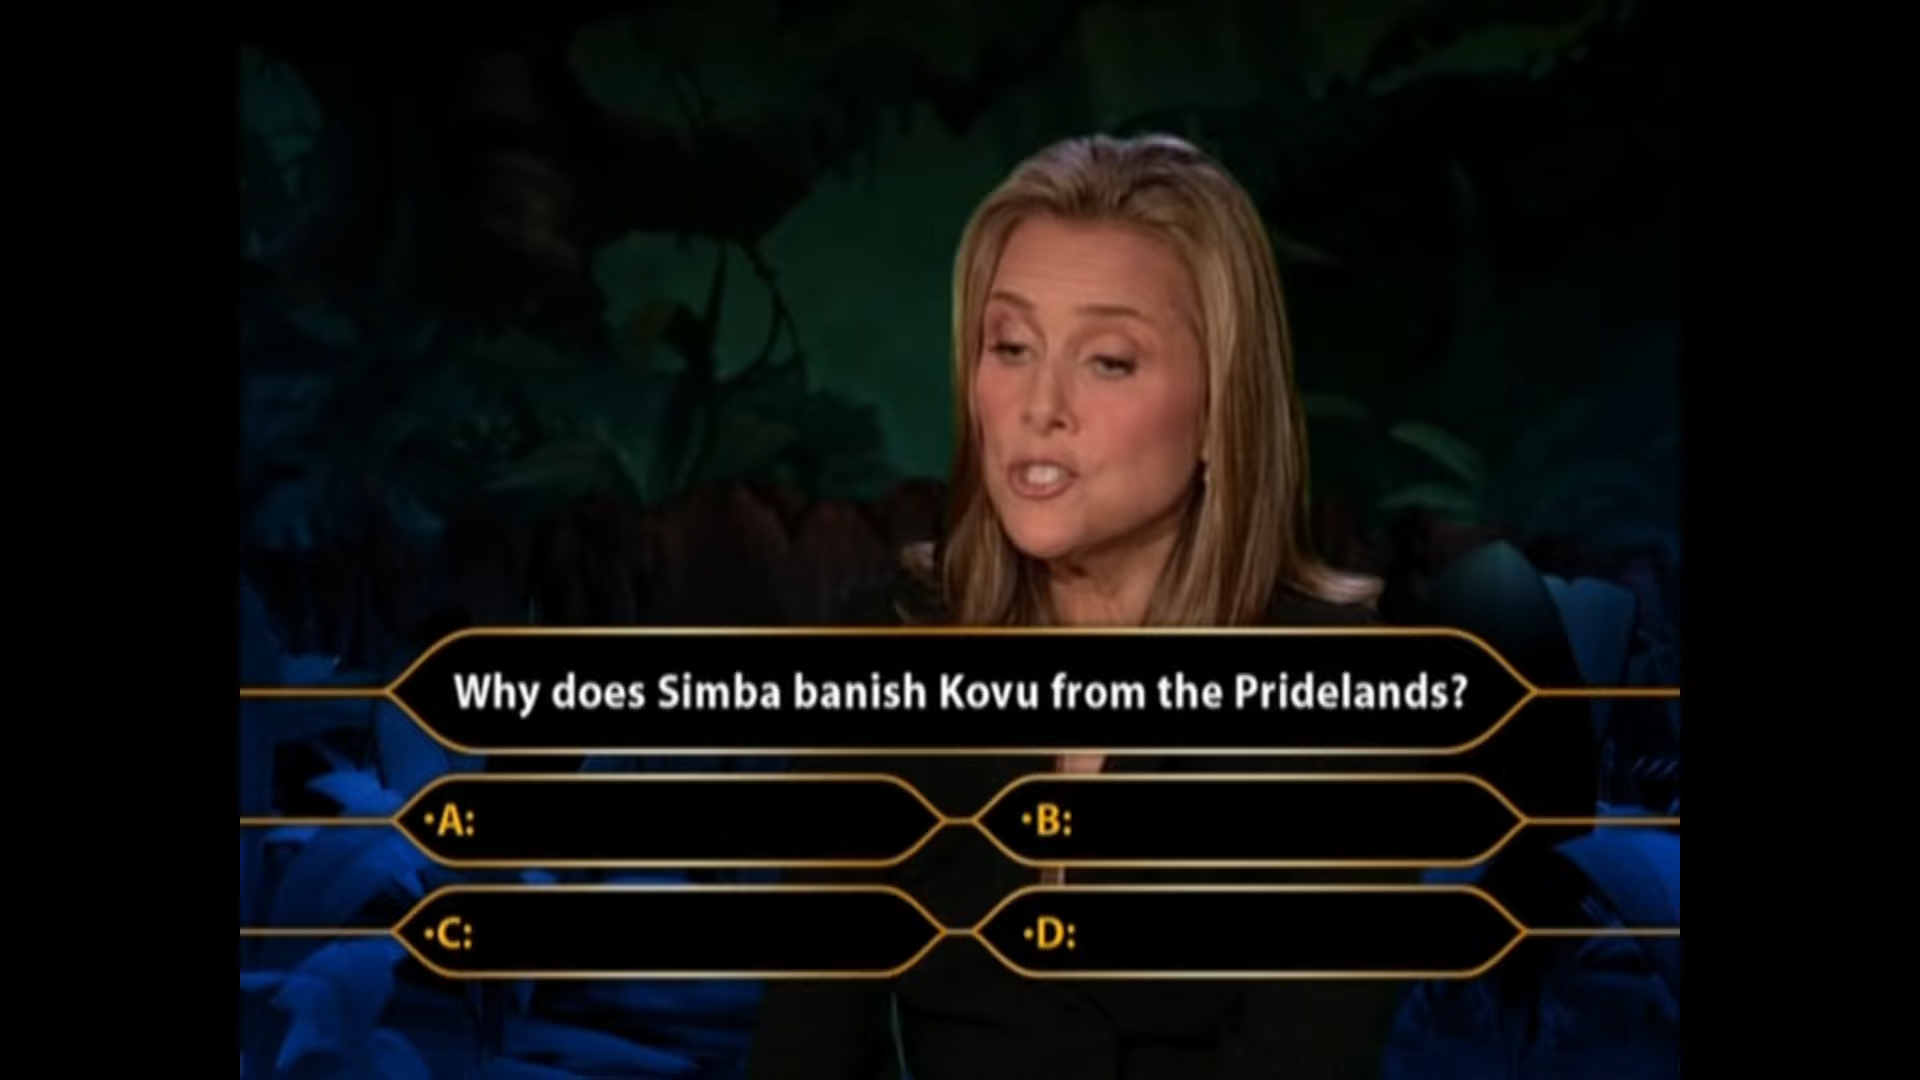 Why does Simba banish Kovu from the Pridelands?
•A:
•B:
•C:
•D: